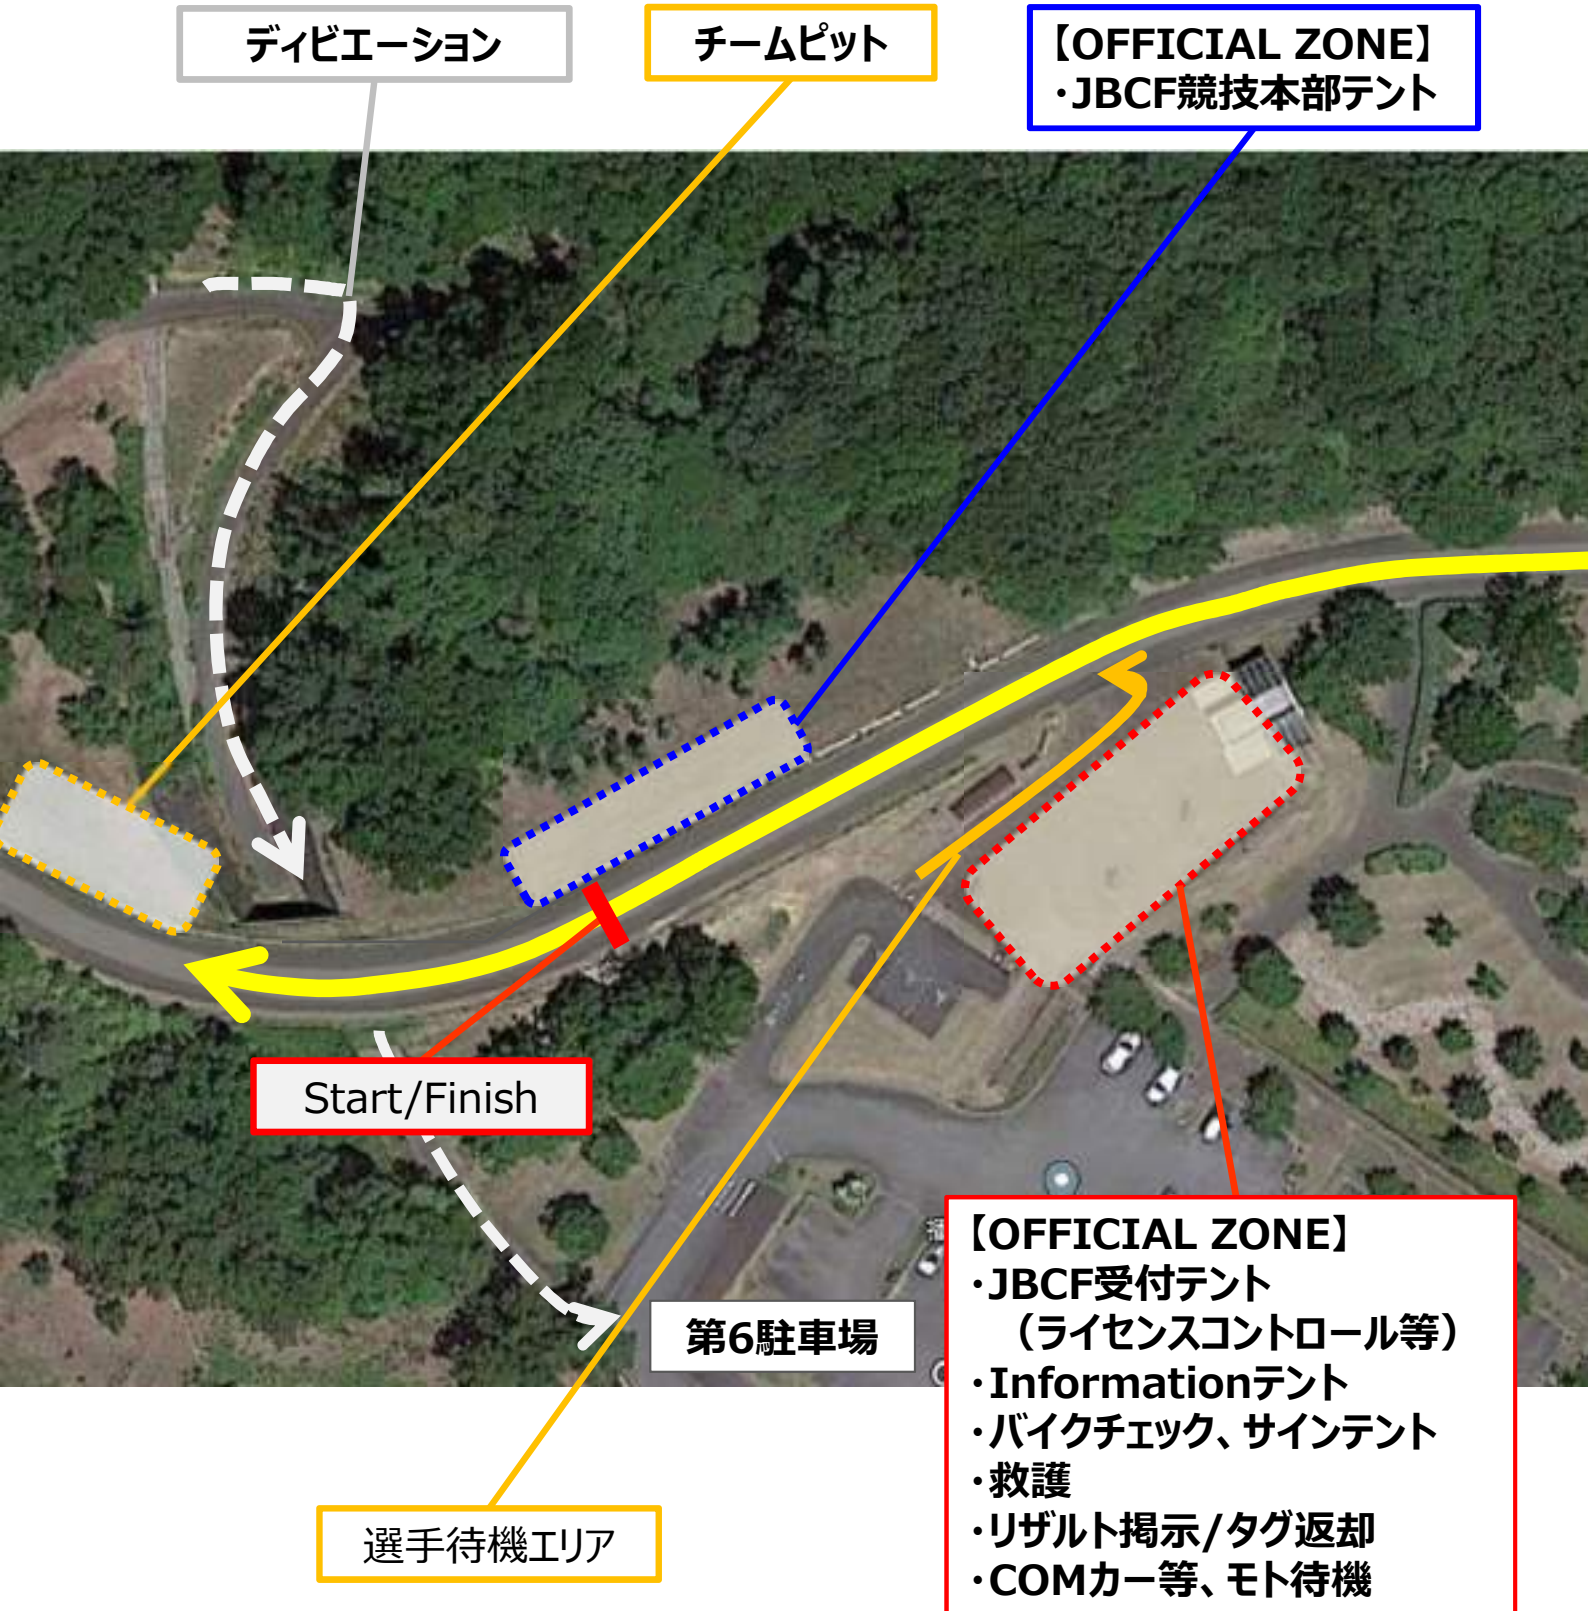 ディビエーション
チームピット
【OFFICIAL ZONE】
・JBCF競技本部テント
Start/Finish
第6駐車場
【OFFICIAL ZONE】
・JBCF受付テント
（ライセンスコントロール等）
・Informationテント
・バイクチェック、サインテント
・救護
・リザルト掲示/タグ返却
・COMカー等、モト待機
選手待機エリア